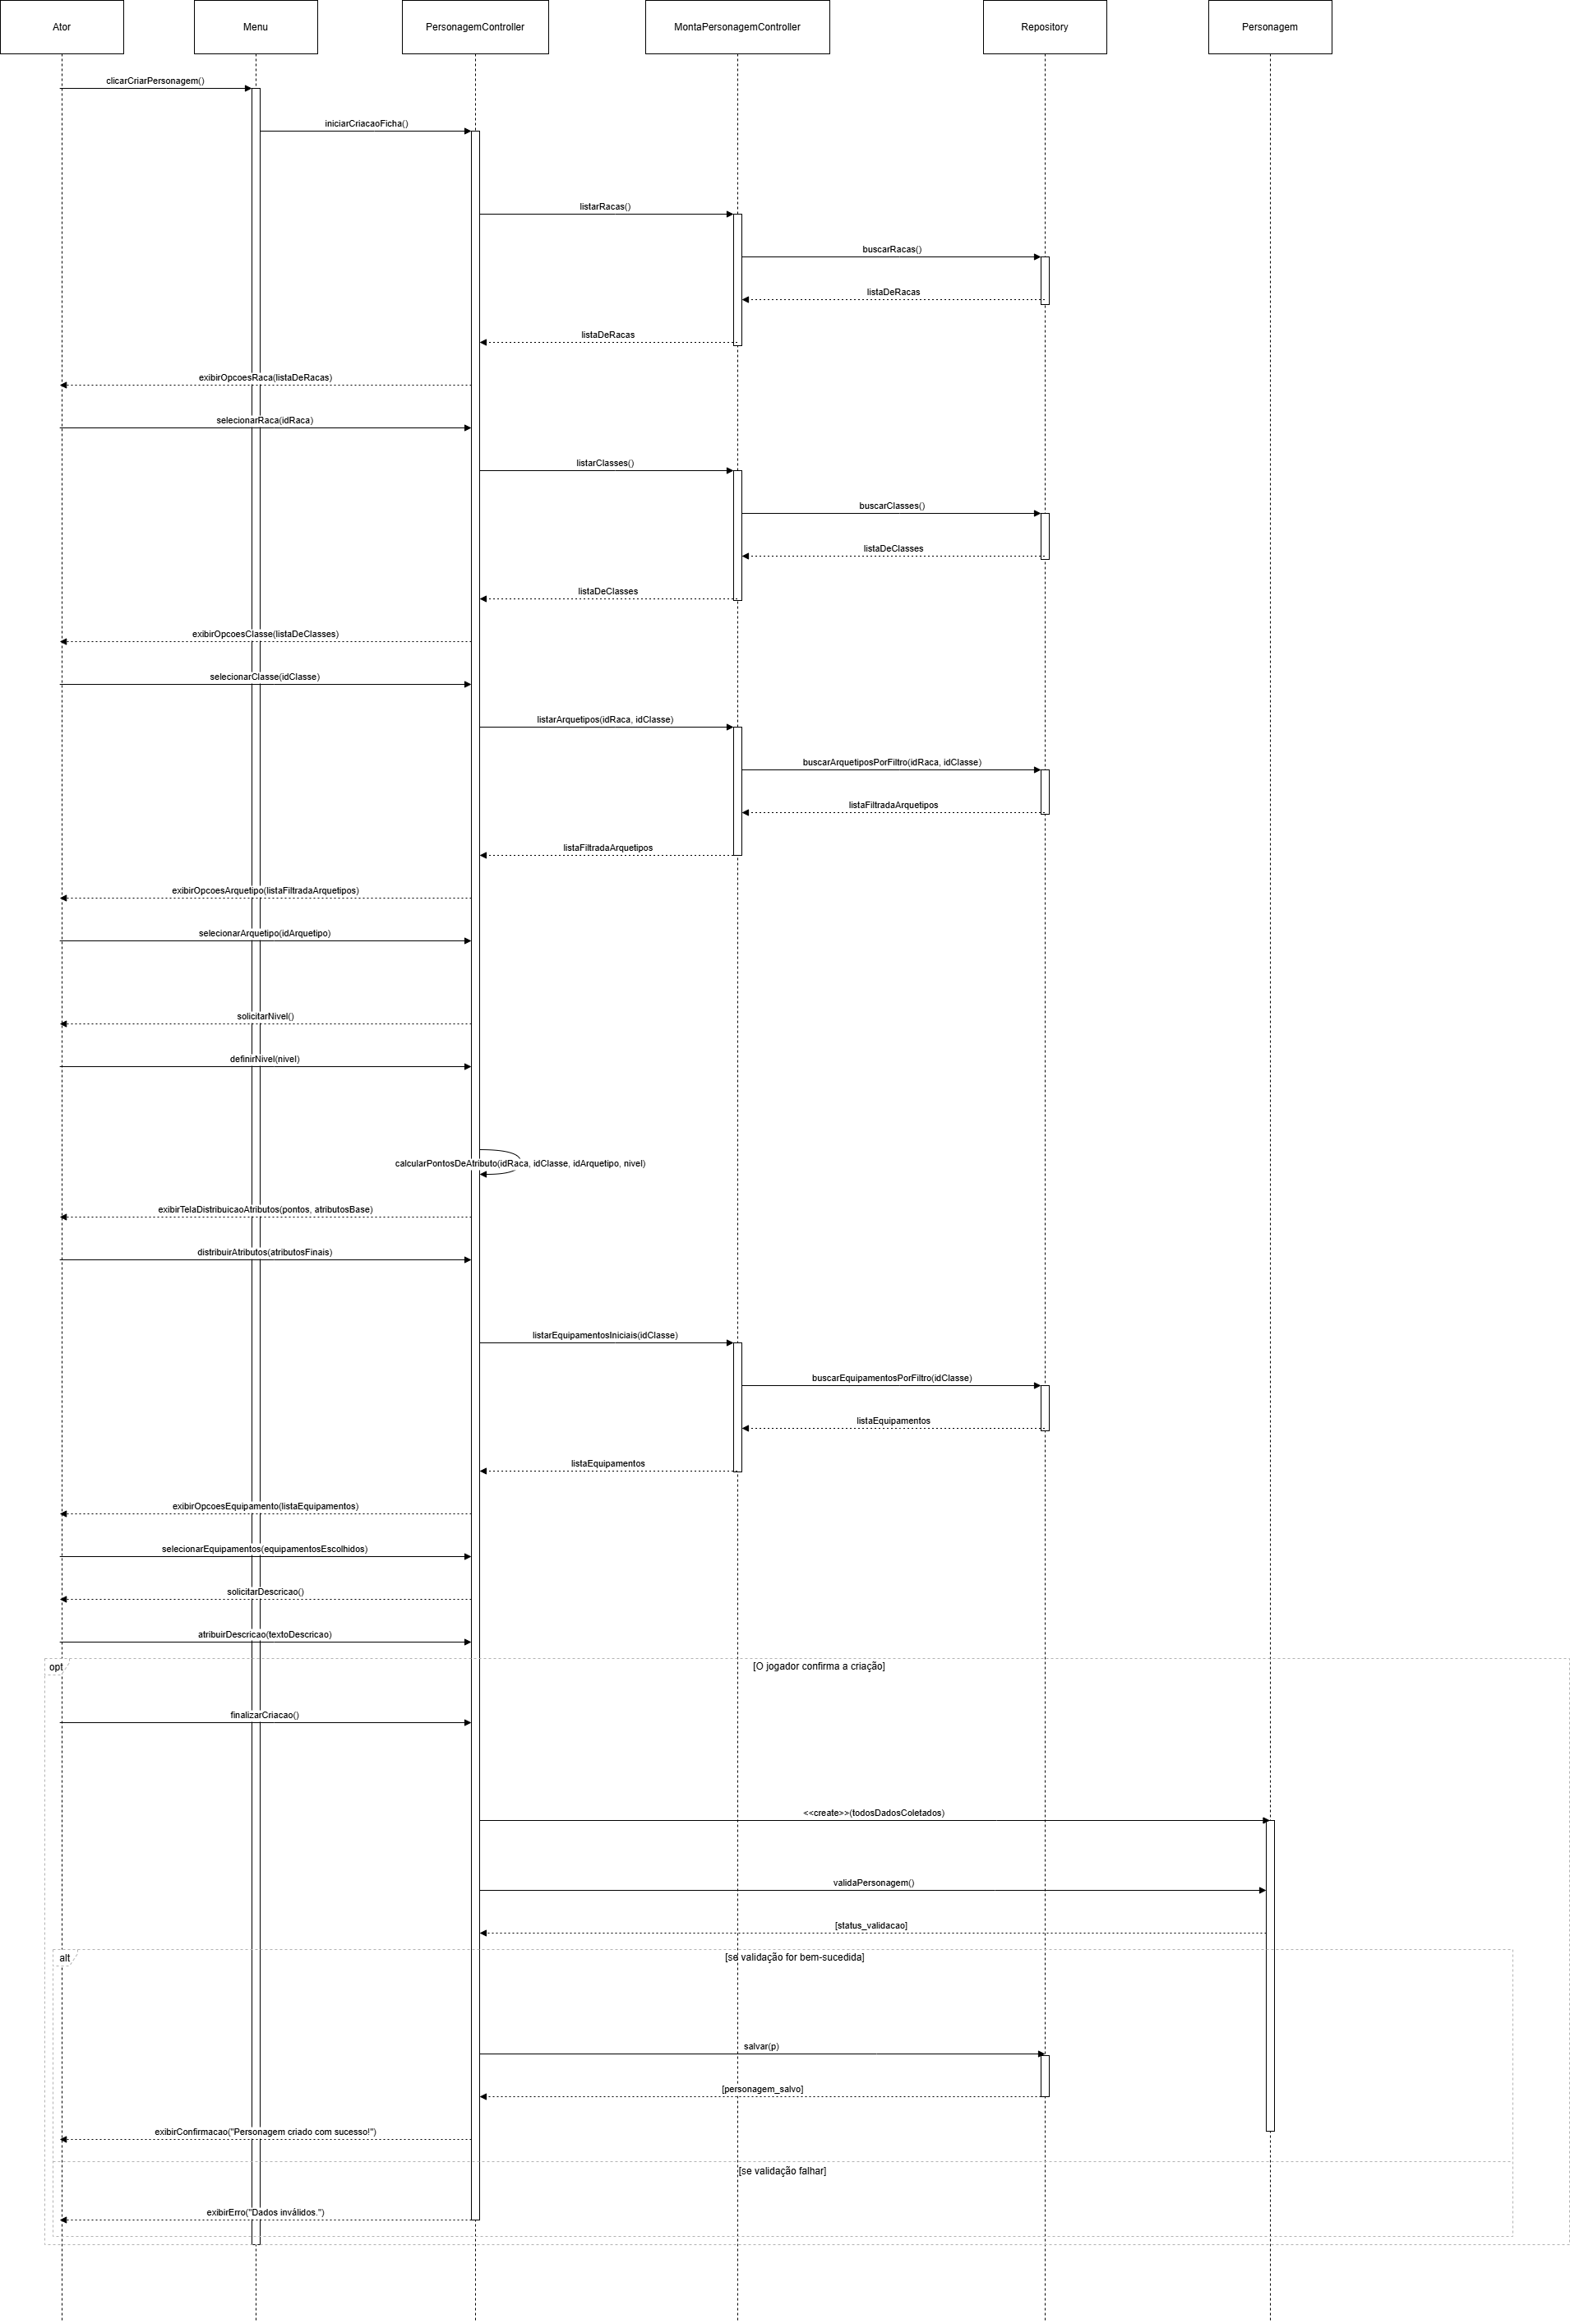 Ator
Menu
PersonagemController
MontaPersonagemController
Repository
Personagem
clicarCriarPersonagem()
iniciarCriacaoFicha()
listarRacas()
buscarRacas()
listaDeRacas
listaDeRacas
exibirOpcoesRaca(listaDeRacas)
selecionarRaca(idRaca)
listarClasses()
buscarClasses()
listaDeClasses
listaDeClasses
exibirOpcoesClasse(listaDeClasses)
selecionarClasse(idClasse)
listarArquetipos(idRaca, idClasse)
buscarArquetiposPorFiltro(idRaca, idClasse)
listaFiltradaArquetipos
listaFiltradaArquetipos
exibirOpcoesArquetipo(listaFiltradaArquetipos)
selecionarArquetipo(idArquetipo)
solicitarNivel()
definirNivel(nivel)
calcularPontosDeAtributo(idRaca, idClasse, idArquetipo, nivel)
exibirTelaDistribuicaoAtributos(pontos, atributosBase)
distribuirAtributos(atributosFinais)
listarEquipamentosIniciais(idClasse)
buscarEquipamentosPorFiltro(idClasse)
listaEquipamentos
listaEquipamentos
exibirOpcoesEquipamento(listaEquipamentos)
selecionarEquipamentos(equipamentosEscolhidos)
solicitarDescricao()
atribuirDescricao(textoDescricao)
opt
[O jogador confirma a criação]
finalizarCriacao()
<<create>>(todosDadosColetados)
validaPersonagem()
[status_validacao]
alt
[se validação for bem-sucedida]
salvar(p)
[personagem_salvo]
exibirConfirmacao("Personagem criado com sucesso!")
[se validação falhar]
exibirErro("Dados inválidos.")